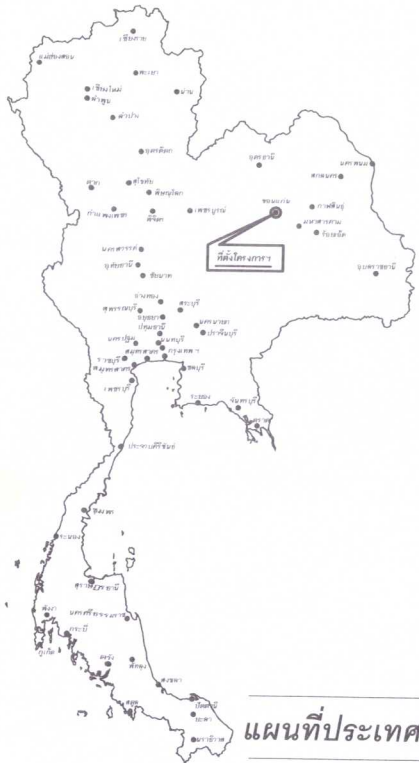 เชียงราย
แม่ฮ่องสอน
พะเยา
เชียงใหม่
น่าน
ลำพูน
ลำปาง
อุตรดิตถ์
อุดรธานี
นครพนม
สกลนคร
ตาก
สุโขทัย
พิษณุโลก
ขอนแก่น
กาฬสินธุ์
กำแพงเพชร
พิจิตร
เพชรบูรณ์
มหาสารคาม
ร้อยเอ็ด
นครสวรรค์
ที่ตั้งโครงการฯ
อุทัยธานี
ชัยนาท
อุบลราชธานี
อ่างทอง
สุพรรณบุรี
สระบุรี
อยุธยา
ปทุมธานี
นครนายก
ปราจีนบุรี
นครปฐม
นนทบุรี
กรุงเทพฯ
ราชบุรี
สมุทรสาคร
ชลบุรี
เพชรบุรี
ระยอง
จันทบุรี
ตราด
ประจวบคีรีขันธ์
ชุมพร
ระนอง
สุราษฎร์ธานี
พังงา
นครศรีธรรมราช
กระบี่
ภูเก็ต
ตรัง
พัทลุง
สงขลา
สตูล
ปัตตานี
ยะลา
นราธิวาส
แผนที่ประเทศ